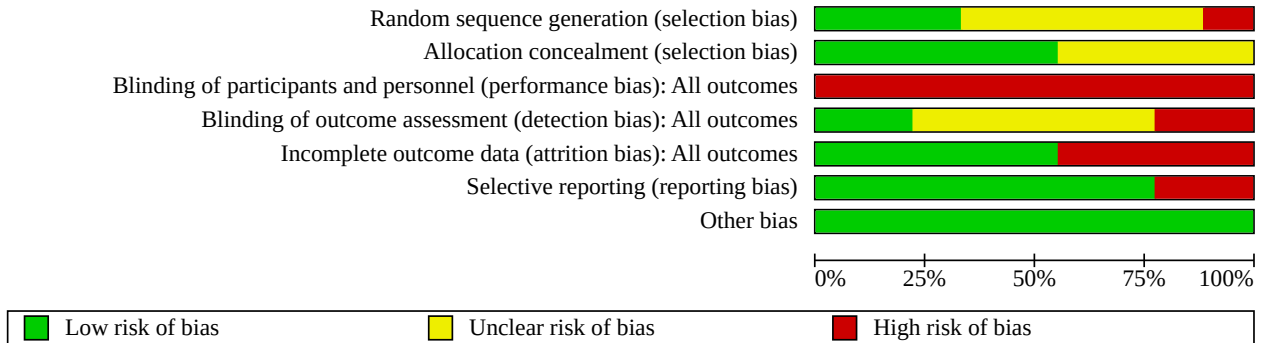 Random sequence generation (selection bias)
Allocation concealment (selection bias)
Blinding of participants and personnel (performance bias): All outcomes
Blinding of outcome assessment (detection bias): All outcomes
Incomplete outcome data (attrition bias): All outcomes
Selective reporting (reporting bias)
Other bias
0% 25% 50% 75% 100%
Low risk of bias Unclear risk of bias High risk of bias